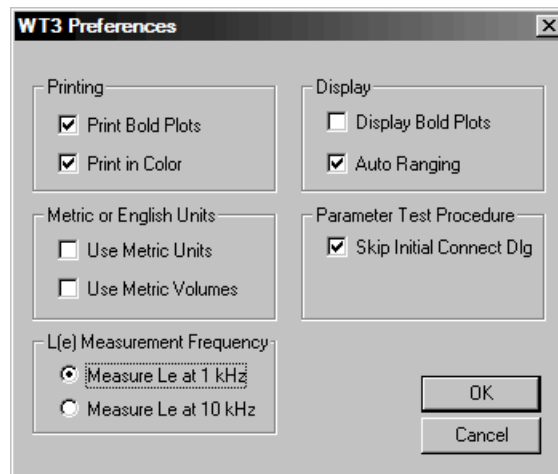 WT3 Preferences
Printing
Print Bold Plots
Print in Color
Display
Display Bold Plots
Auto Ranging
Metric or English Units
Use Metric Units
Use Metric Volumes
Parameter Test Procedure
Skip Initial Connect Dlg
L(e) Measurement Frequency
Measure Le at 1 kHz
Measure Le at 10 kHz
OK
Cancel